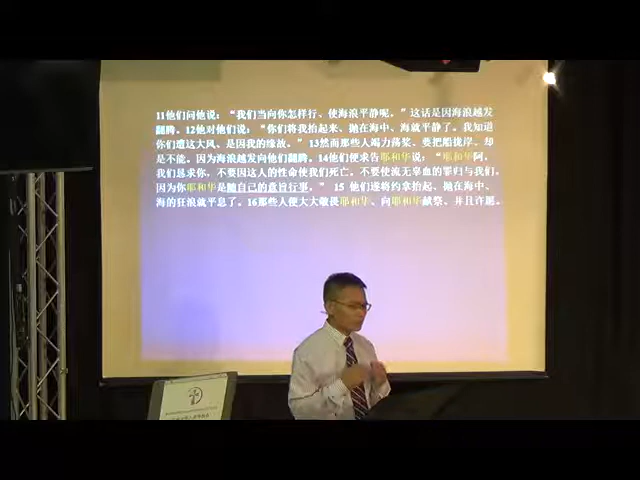 11他们问他说：“我们当向你怎样行、使海浪平静呢。”这话是因海浪越发
翻腾。12他对他们说：“你们将我抬起来、抛在海中、海就平静了。我知道
你们遭这大风、是因我的缘故。”13然而那些人竭力荡桨、要把船拢岸、却
是不能。因为海浪越发向他们翻腾。14他们便求告耶和华说：“耶和华阿、
我们恳求你，不要因这人的性命使我们死亡。不要使流无辜血的罪归与我们。
因为你耶和华是随自己的意旨行事。”15 他们遂将约拿抬起、抛在海中、
海的狂浪就平息了。16那些人便大大敬畏耶和华、向耶和华献祭、并且许愿。